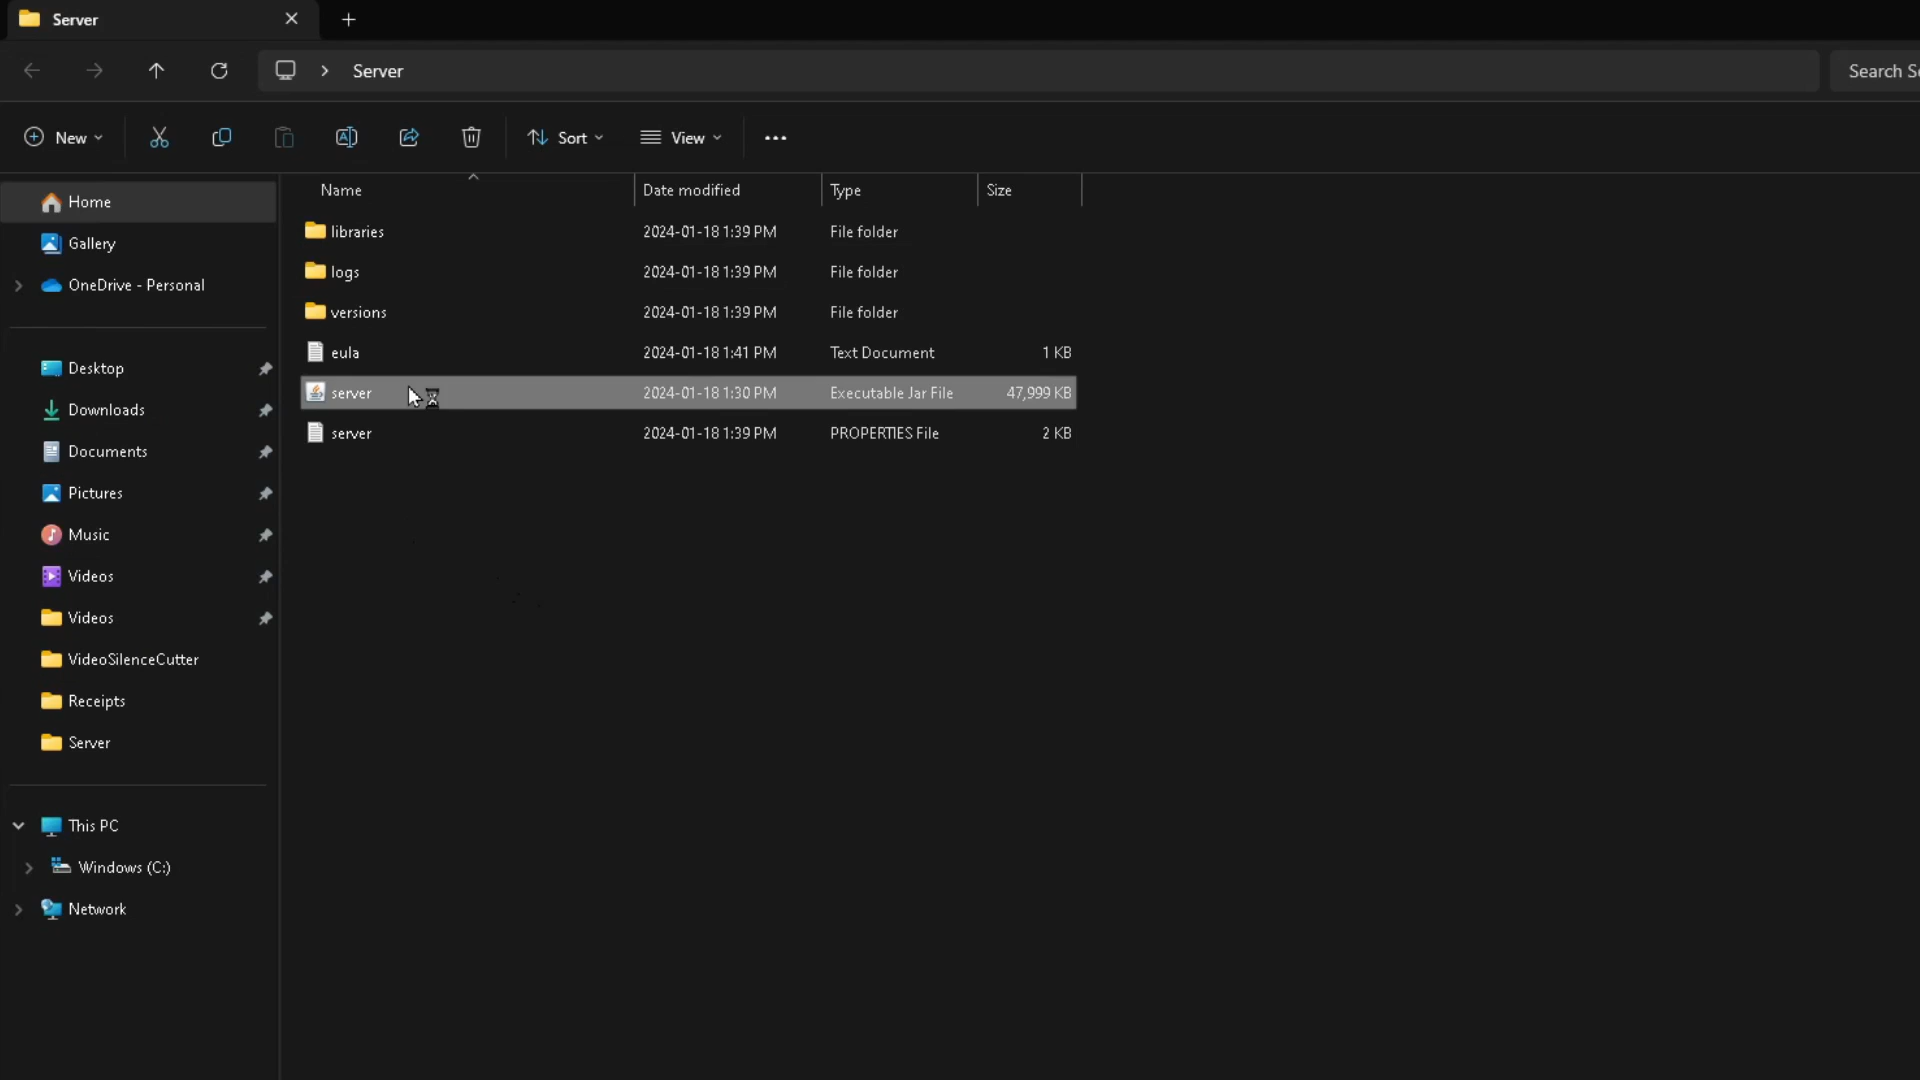 Server
Server
Search S
New
Sort
View
Name
Date modified
Type
Size
Home
Gallery
OneDrive - Personal
Desktop
Downloads
Documents
Pictures
Music
Videos
Videos
VideoSilenceCutter
Receipts
Server
This PC
Windows (C:)
Network
libraries 2024-01-18 1:39 PM File folder
logs 2024-01-18 1:39 PM File folder
versions 2024-01-18 1:39 PM File folder
eula 2024-01-18 1:41 PM Text Document 1 KB
server 2024-01-18 1:30 PM Executable Jar File 47,999 KB
server 2024-01-18 1:39 PM PROPERTIES File 2 KB